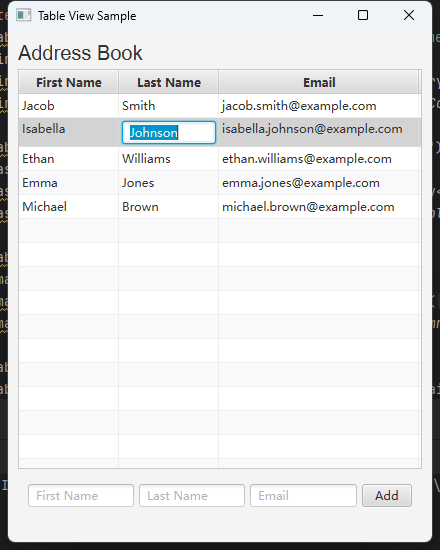 Table View Sample
Address Book
First Name Last Name Email
Jacob Smith jacob.smith@example.com
Isabella Johnson isabella.johnson@example.com
Ethan Williams ethan.williams@example.com
Emma Jones emma.jones@example.com
Michael Brown michael.brown@example.com
First Name Last Name Email Add